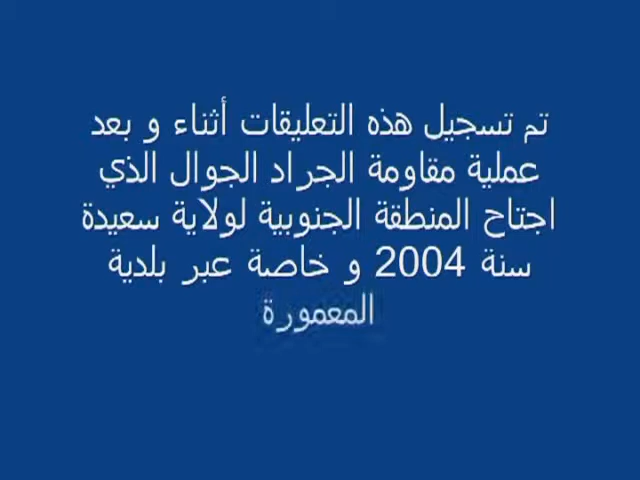 تم تسجيل هذه التعليقات أثناء و بعد
عملية مقاومة الجراد الجوال الذي
اجتاح المنطقة الجنوبية لولاية سعيدة
سنة 2004 و خاصة عبر بلدية
المعمورة